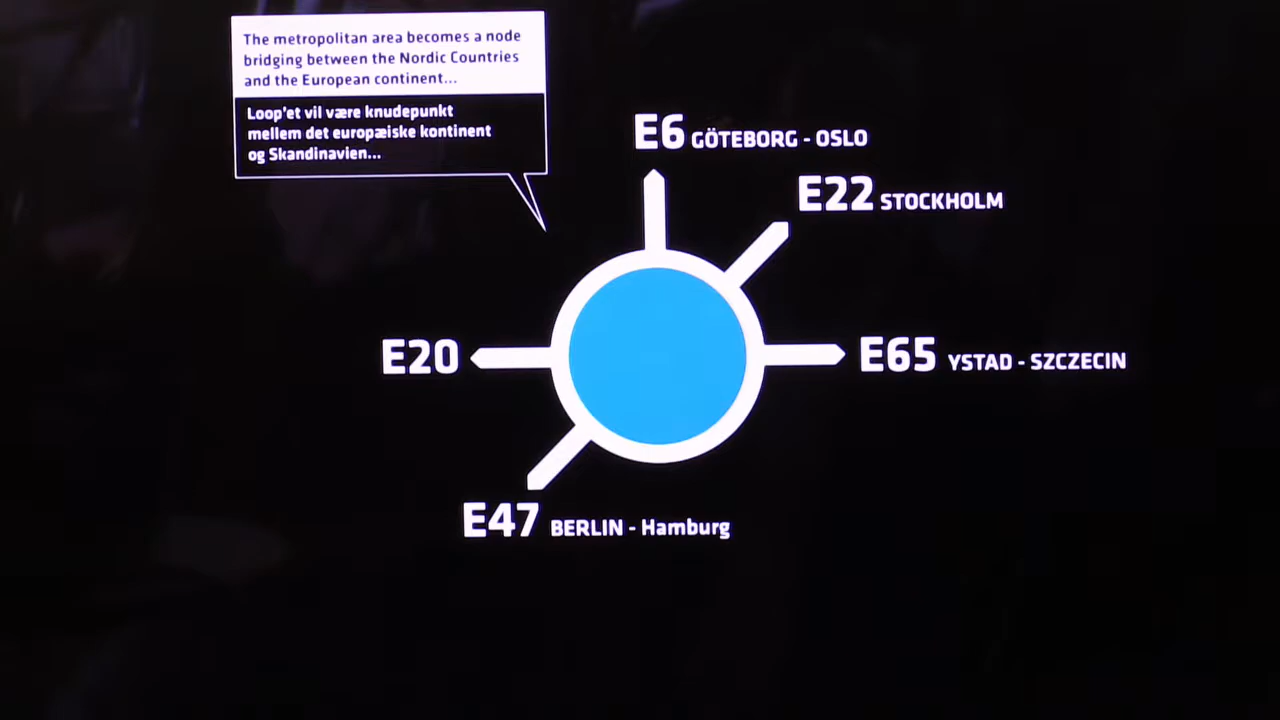 The metropolitan area becomes a node
bridging between the Nordic Countries
and the European continent...
Loop'et vil være knudepunkt
mellem det europæiske kontinent
og Skandinavien...
E6 GÖTEBORG - OSLO
E22 STOCKHOLM
E20
E65 YSTAD - SZCZECIN
E47 BERLIN - Hamburg